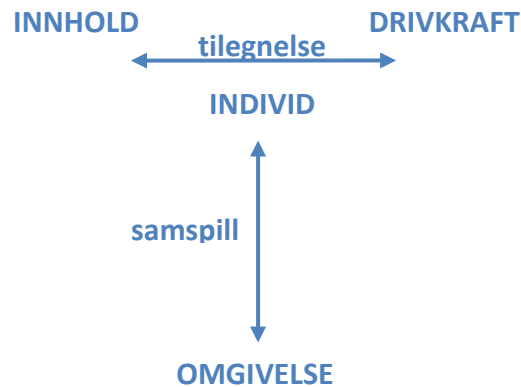 INNHOLD DRIVKRAFT
tilegnelse
INDIVID
samspill
OMGIVELSE